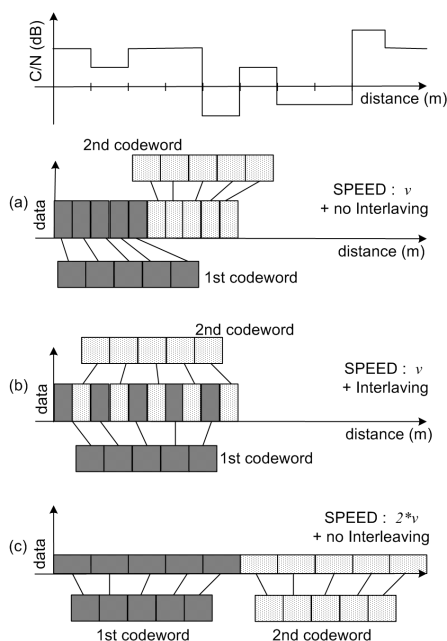 C/N (dB)
distance (m)
2nd codeword
(a)
data
SPEED : v
+ no Interlaving
distance (m)
1st codeword
2nd codeword
(b)
data
SPEED : v
+ Interlaving
distance (m)
1st codeword
(c)
data
SPEED : 2*v
+ no Interleaving
1st codeword
2nd codeword